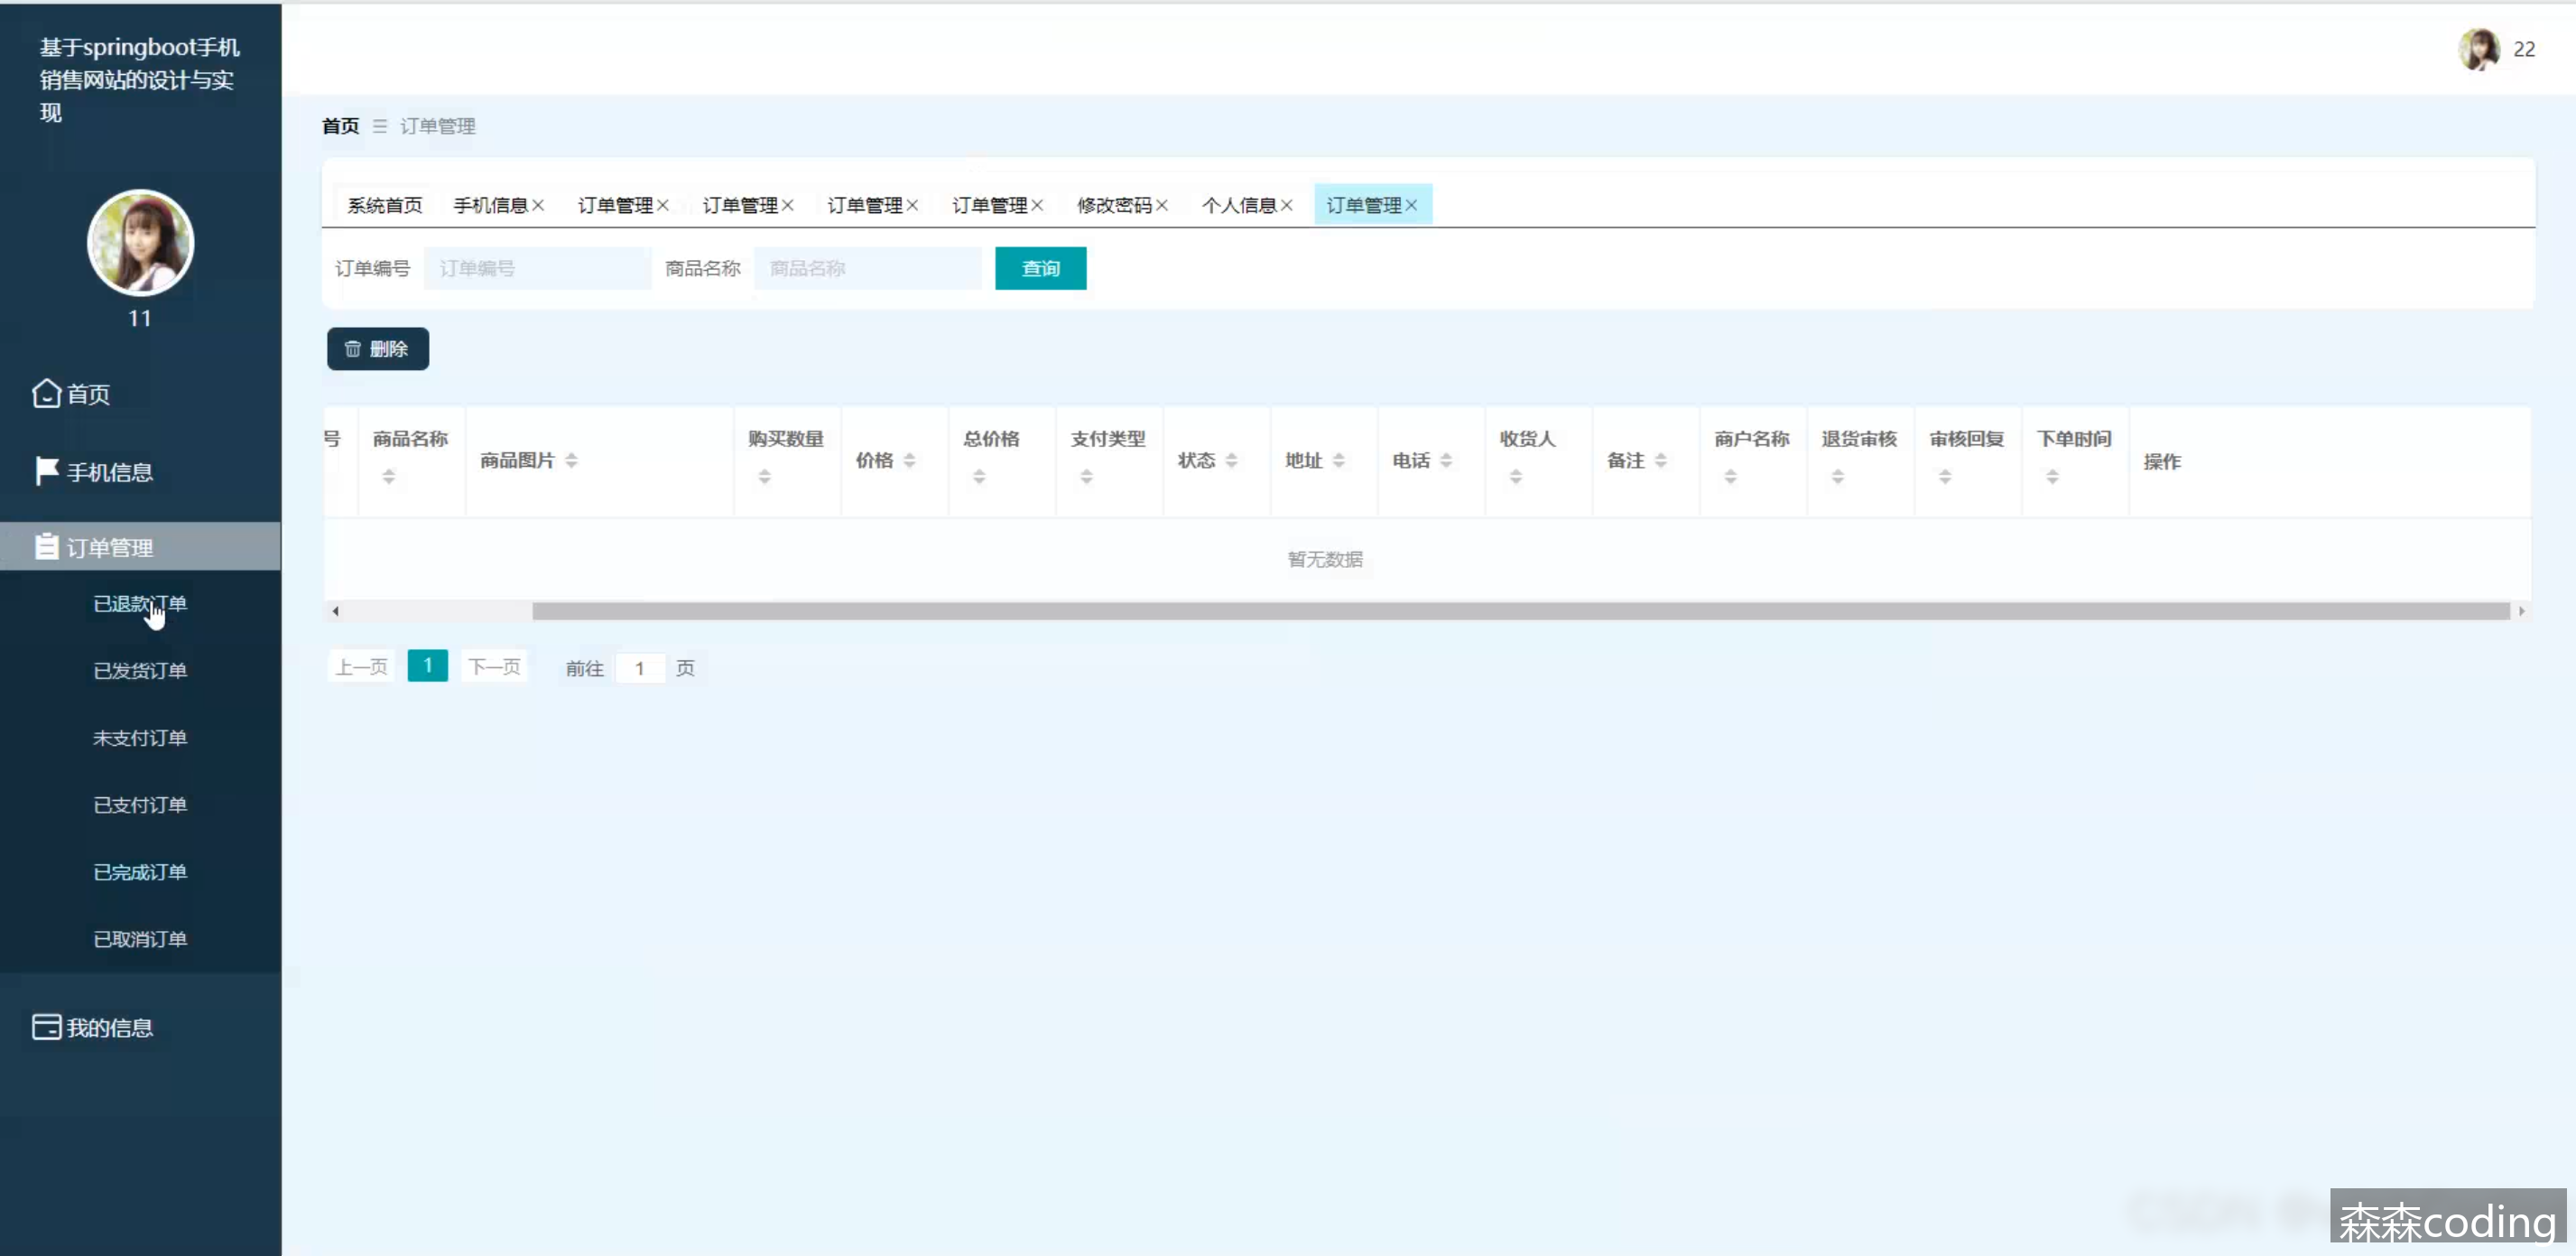 基于springboot手机
销售网站的设计与实
现
22
首页 订单管理
系统首页 手机信息 订单管理 订单管理 订单管理 订单管理 修改密码 个人信息 订单管理
订单编号 订单编号 商品名称 商品名称 查询
11
删除
首页
手机信息
订单管理
已退款订单
已发货订单
未支付订单
已支付订单
已完成订单
已取消订单
我的信息
号 商品名称 商品图片 购买数量 价格 总价格 支付类型 状态 地址 电话 收货人 备注 商户名称 退货审核 审核回复 下单时间 操作
暂无数据
上一页 1 下一页 前往 1 页
森森coding